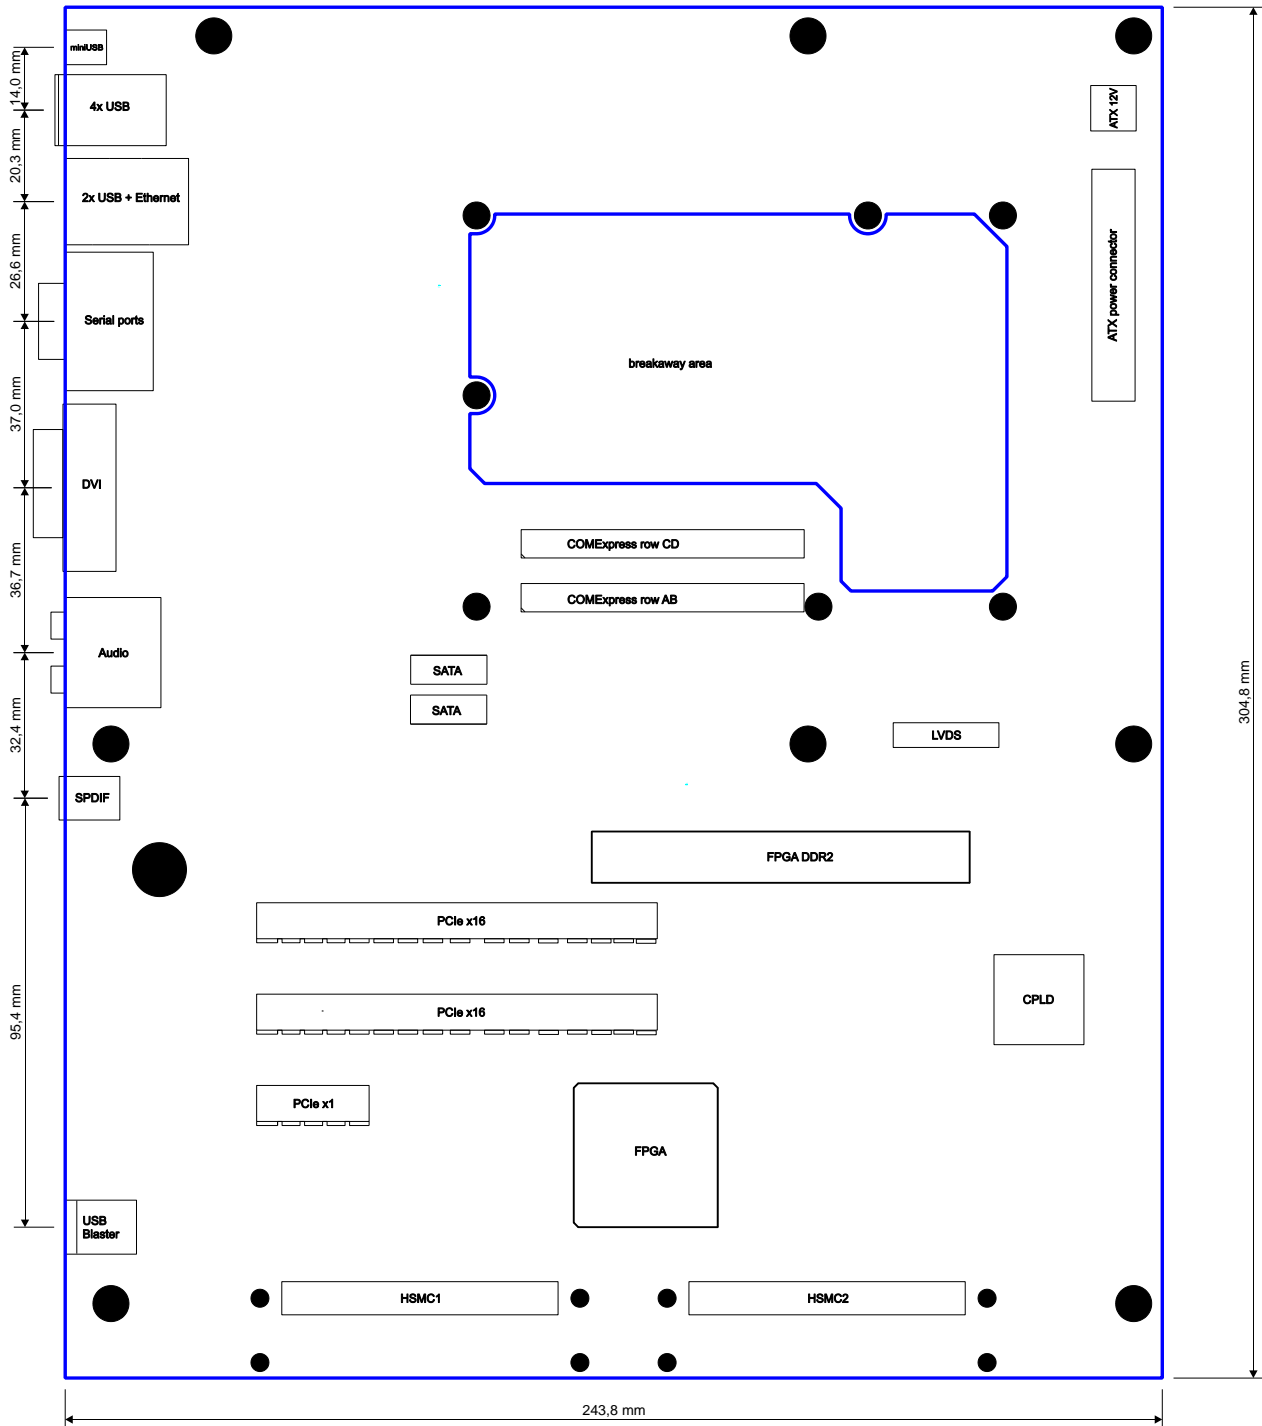 miniUSB
14,0 mm
4x USB
ATX 12V
20,3 mm
2x USB + Ethernet
26,6 mm
Serial ports
ATX power connector
breakaway area
37,0 mm
DVI
COMExpress row CD
36,7 mm
COMExpress row AB
Audio
SATA
SATA
304,8 mm
32,4 mm
LVDS
SPDIF
FPGA DDR2
PCIe x16
95,4 mm
CPLD
PCIe x16
PCIe x1
FPGA
USB
Blaster
HSMC1
HSMC2
243,8 mm